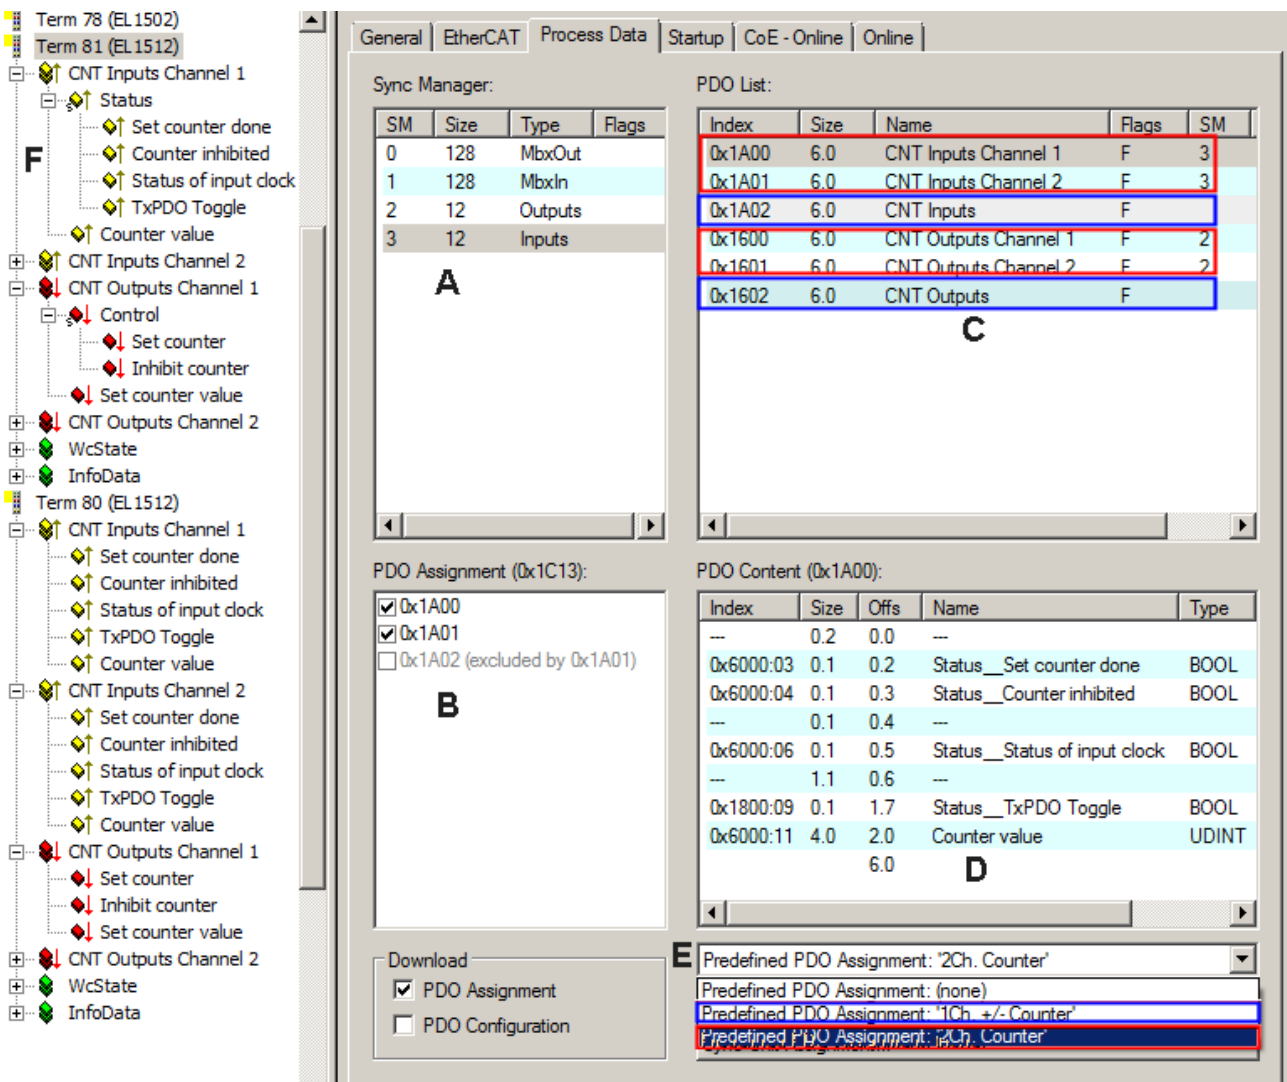 Term 78 (EL1502)
Term 81 (EL1512)
CNT Inputs Channel 1
Status
Set counter done
Counter inhibited
Status of input clock
TxPDO Toggle
Counter value
CNT Inputs Channel 2
CNT Outputs Channel 1
Control
Set counter
Inhibit counter
Set counter value
CNT Outputs Channel 2
WcState
InfoData
Term 80 (EL1512)
CNT Inputs Channel 1
Set counter done
Counter inhibited
Status of input clock
TxPDO Toggle
Counter value
CNT Inputs Channel 2
Set counter done
Counter inhibited
Status of input clock
TxPDO Toggle
Counter value
CNT Outputs Channel 1
Set counter
Inhibit counter
Set counter value
CNT Outputs Channel 2
WcState
InfoData
F
General EtherCAT Process Data Startup CoE - Online Online
Sync Manager:
SM Size Type Flags
0 128 MbxOut
1 128 MbxIn
2 12 Outputs
3 12 Inputs
A
PDO List:
Index Size Name Flags SM
0x1A00 6.0 CNT Inputs Channel 1 F 3
0x1A01 6.0 CNT Inputs Channel 2 F 3
0x1A02 6.0 CNT Inputs F
0x1600 6.0 CNT Outputs Channel 1 F 2
0x1601 6.0 CNT Outputs Channel 2 F 2
0x1602 6.0 CNT Outputs F
C
PDO Assignment (0x1C13):
0x1A00
0x1A01
0x1A02 (excluded by 0x1A01)
B
PDO Content (0x1A00):
Index Size Offs Name Type
--- 0.2 0.0 ---
0x6000:03 0.1 0.2 Status__Set counter done BOOL
0x6000:04 0.1 0.3 Status__Counter inhibited BOOL
--- 0.1 0.4 ---
0x6000:06 0.1 0.5 Status__Status of input clock BOOL
--- 1.1 0.6 ---
0x1800:09 0.1 1.7 Status__TxPDO Toggle BOOL
0x6000:11 4.0 2.0 Counter value UDINT
6.0
D
Download
PDO Assignment
PDO Configuration
E
Predefined PDO Assignment: '2Ch. Counter'
Predefined PDO Assignment: (none)
Predefined PDO Assignment: '1Ch. +/- Counter'
Predefined PDO Assignment: '2Ch. Counter'